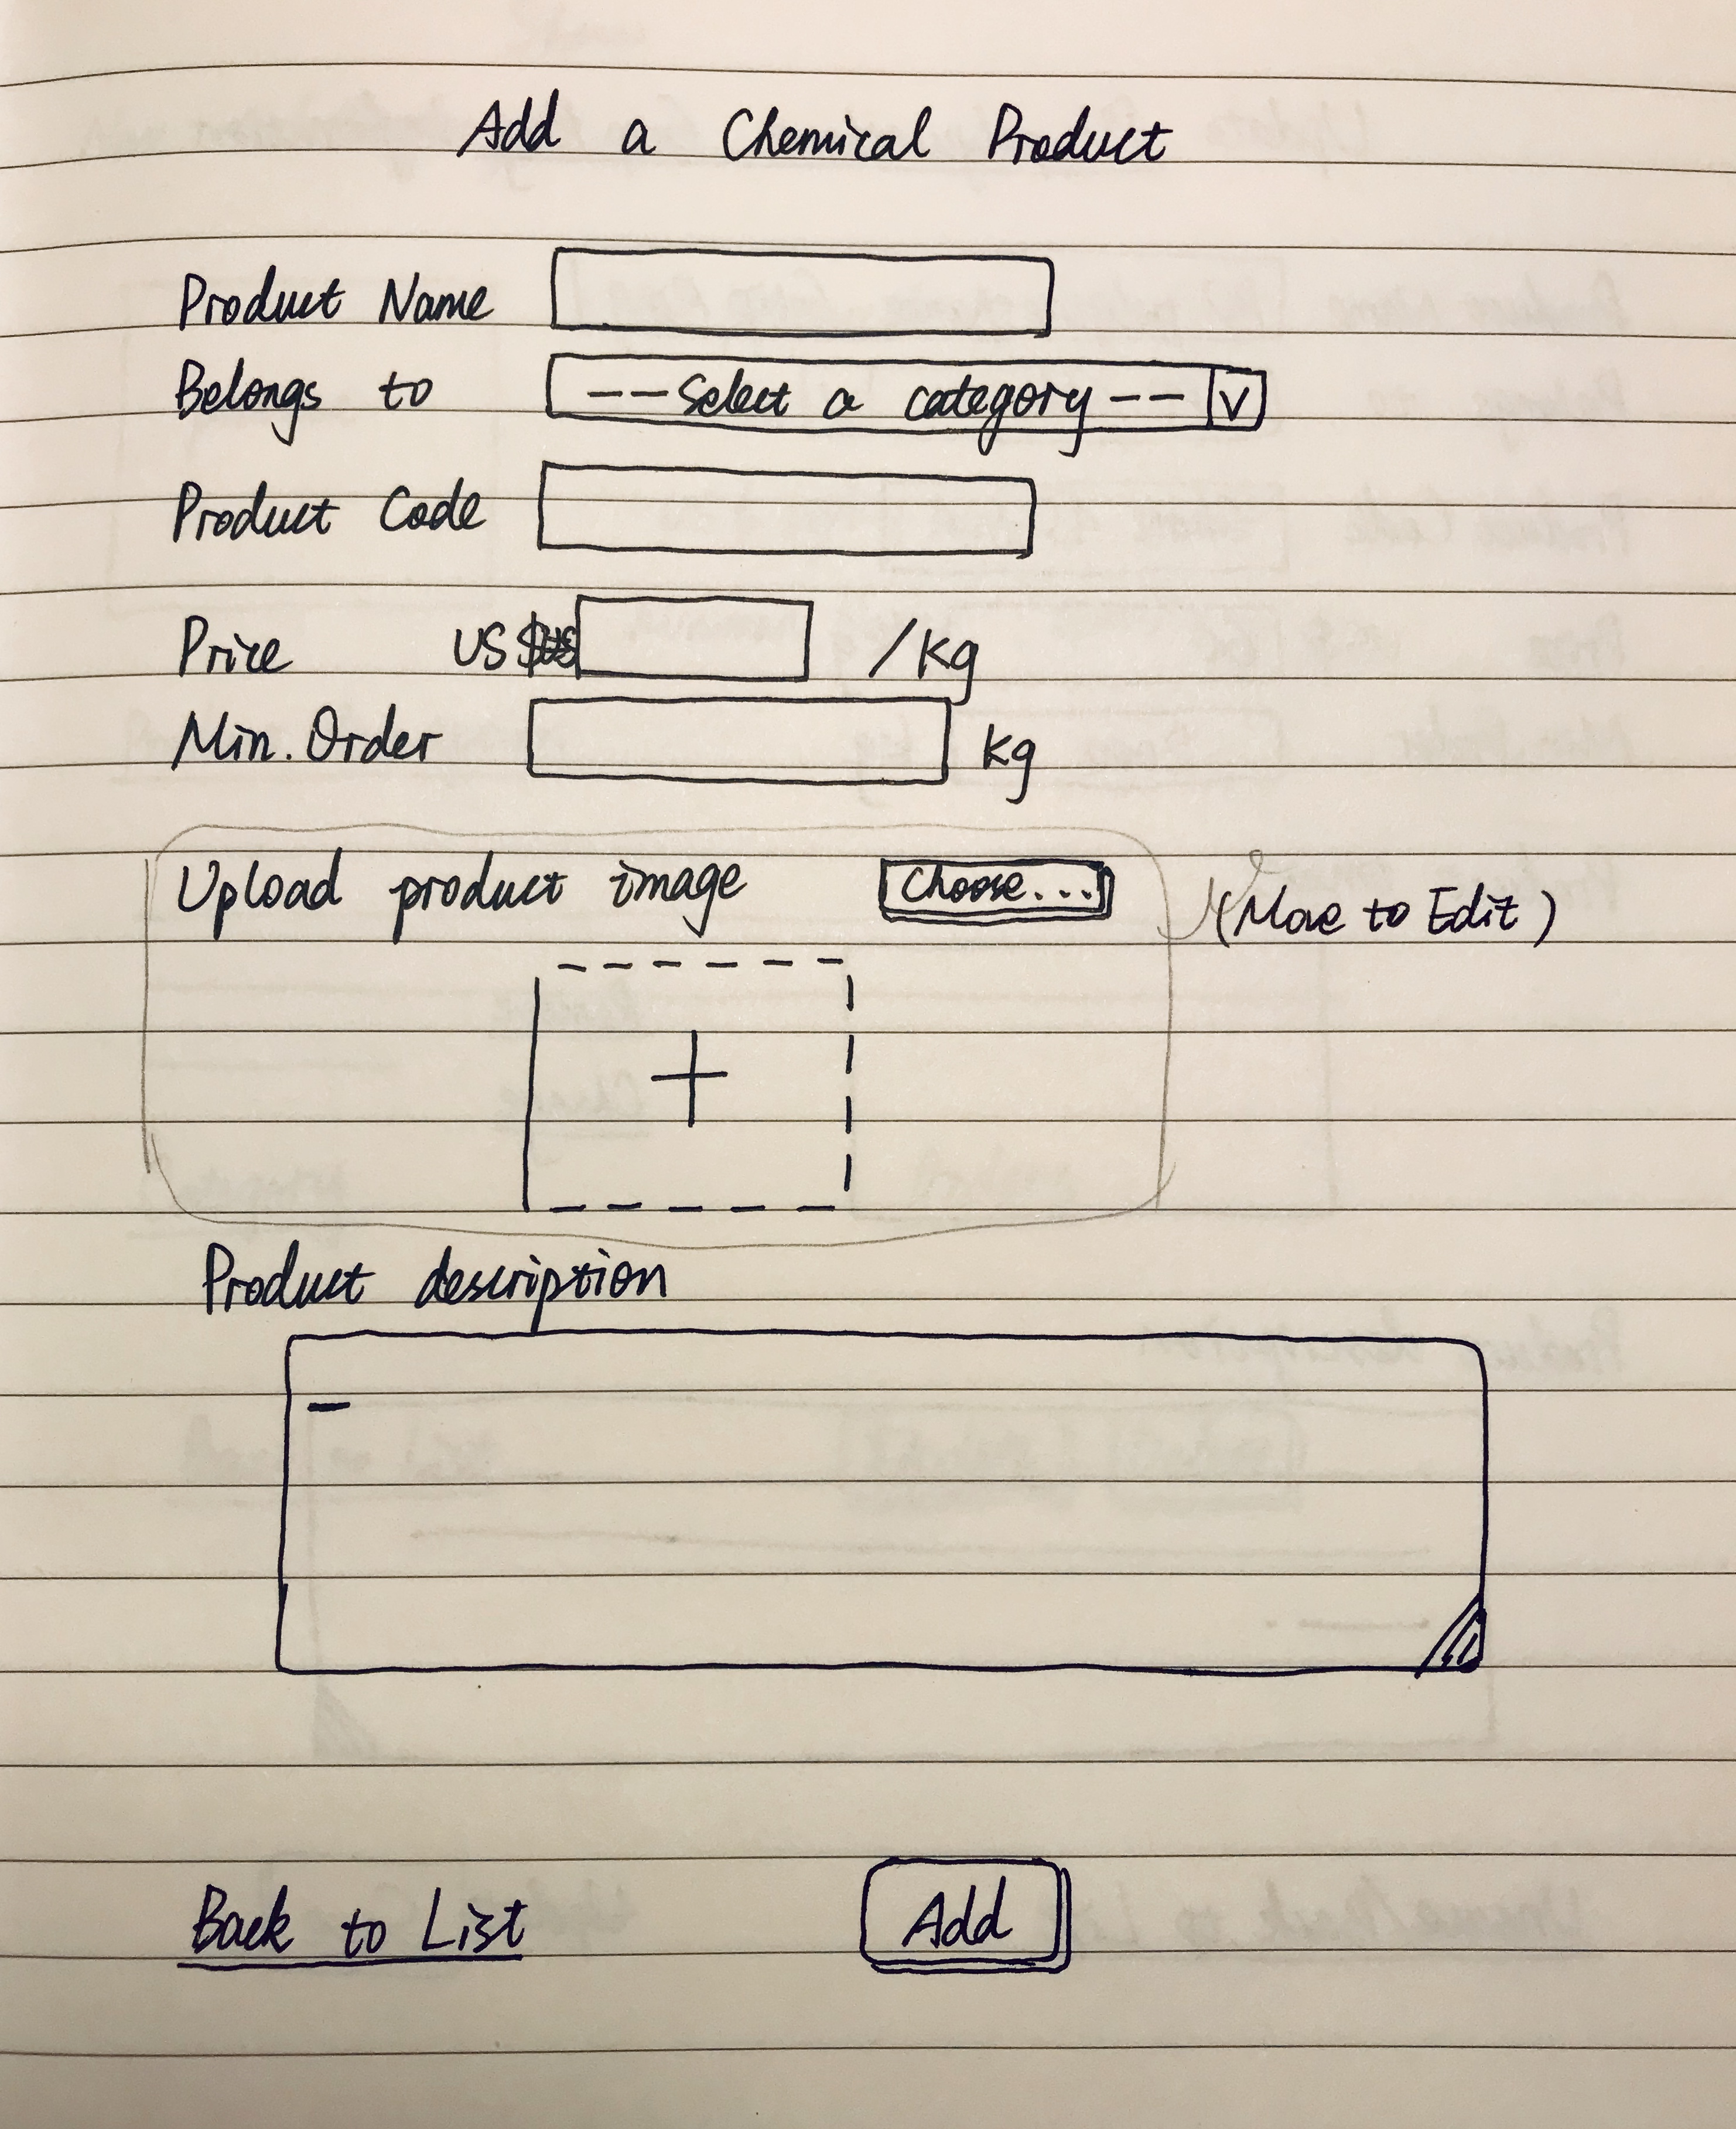 Add a Chemical Product
Product Name
Belongs to --Select a category-- V
Product Code
Price US $ /Kg
Min. Order Kg
Upload product image Choose... (Move to Edit)
+
Product description
Back to List Add